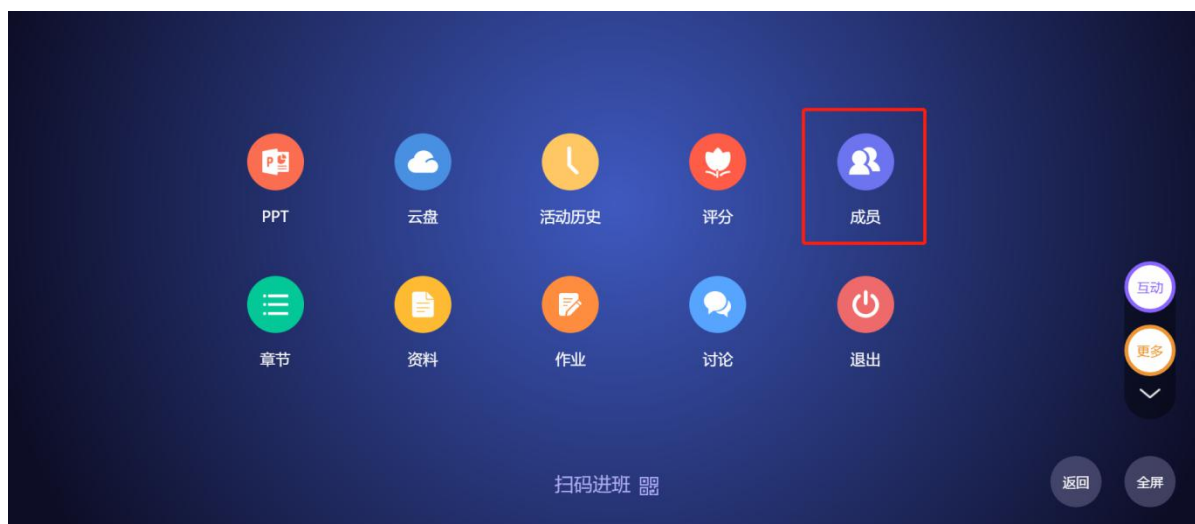 PPT
云盘
活动历史
评分
成员
章节
资料
作业
讨论
退出
互动
更多
扫码进班
返回
全屏